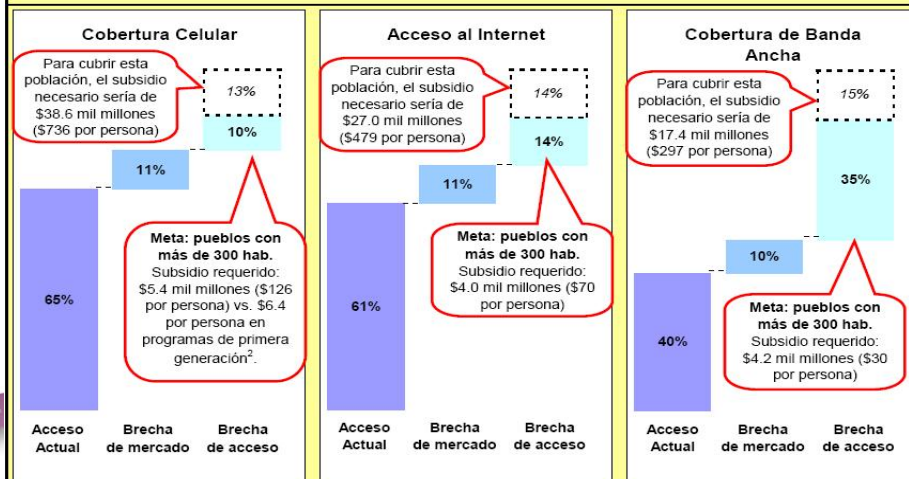 Cobertura Celular
Para cubrir esta
población, el subsidio
necesario sería de
$38.6 mil millones
($736 por persona)
13%
10%
11%
65%
Meta: pueblos con
más de 300 hab.
Subsidio requerido:
$5.4 mil millones ($126
por persona) vs. $6.4
por persona en
programas de primera
generación².
Acceso
Actual
Brecha
de mercado
Brecha
de acceso
Acceso al Internet
Para cubrir esta
población, el subsidio
necesario sería de
$27.0 mil millones
($479 por persona)
14%
14%
11%
61%
Meta: pueblos con
más de 300 hab.
Subsidio requerido:
$4.0 mil millones ($70
por persona)
Acceso
Actual
Brecha
de mercado
Brecha
de acceso
Cobertura de Banda
Ancha
Para cubrir esta
población, el subsidio
necesario sería de
$17.4 mil millones
($297 por persona)
15%
35%
10%
40%
Meta: pueblos con
más de 300 hab.
Subsidio requerido:
$4.2 mil millones ($30
por persona)
Acceso
Actual
Brecha
de mercado
Brecha
de acceso